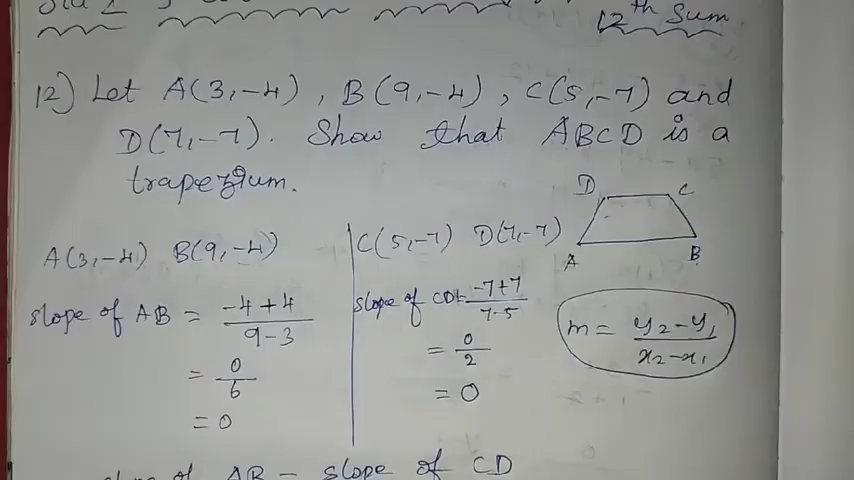 12th Sum
12) Let A(3,-4), B(9,-4), C(5,-7) and
D(7,-7). Show that ABCD is a
trapezium.
D C
A B
A(3,-4) B(9,-4)
slope of AB = -4+4 / 9-3
= 0/6
= 0
C(5,-7) D(7,-7)
slope of CD = -7+7 / 7-5
= 0/2
= 0
m = y₂-y₁ / x₂-x₁
slope of AB = slope of CD